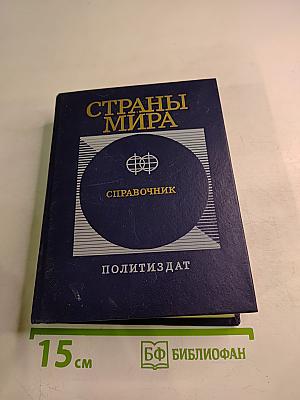 СТРАНЫ
МИРА
СПРАВОЧНИК
ПОЛИТИЗДАТ
15 см
БФ БИБЛИОФАН